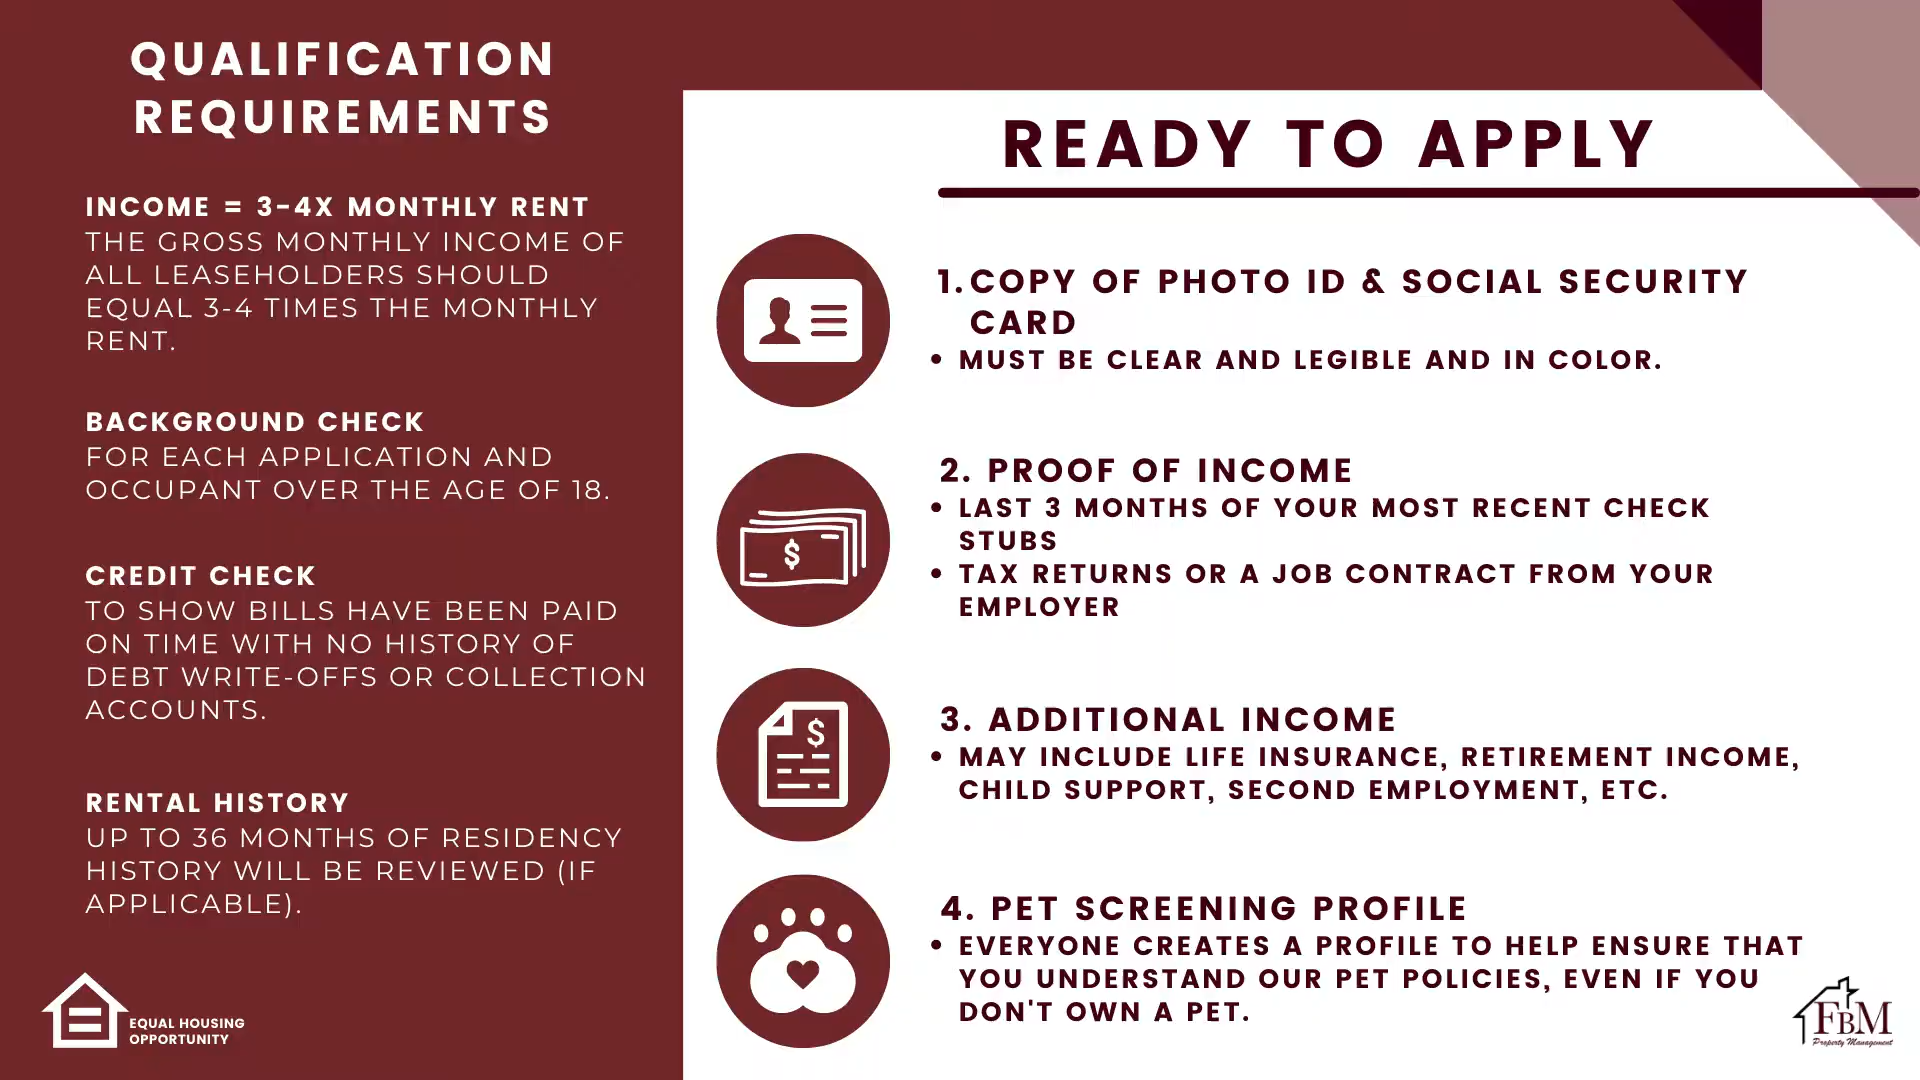 QUALIFICATION
REQUIREMENTS
INCOME = 3-4X MONTHLY RENT
THE GROSS MONTHLY INCOME OF
ALL LEASEHOLDERS SHOULD
EQUAL 3-4 TIMES THE MONTHLY
RENT.
BACKGROUND CHECK
FOR EACH APPLICATION AND
OCCUPANT OVER THE AGE OF 18.
CREDIT CHECK
TO SHOW BILLS HAVE BEEN PAID
ON TIME WITH NO HISTORY OF
DEBT WRITE-OFFS OR COLLECTION
ACCOUNTS.
RENTAL HISTORY
UP TO 36 MONTHS OF RESIDENCY
HISTORY WILL BE REVIEWED (IF
APPLICABLE).
EQUAL HOUSING
OPPORTUNITY
READY TO APPLY
1. COPY OF PHOTO ID & SOCIAL SECURITY
CARD
• MUST BE CLEAR AND LEGIBLE AND IN COLOR.
2. PROOF OF INCOME
• LAST 3 MONTHS OF YOUR MOST RECENT CHECK
STUBS
• TAX RETURNS OR A JOB CONTRACT FROM YOUR
EMPLOYER
3. ADDITIONAL INCOME
• MAY INCLUDE LIFE INSURANCE, RETIREMENT INCOME,
CHILD SUPPORT, SECOND EMPLOYMENT, ETC.
4. PET SCREENING PROFILE
• EVERYONE CREATES A PROFILE TO HELP ENSURE THAT
YOU UNDERSTAND OUR PET POLICIES, EVEN IF YOU
DON'T OWN A PET.
FBM
Property Management